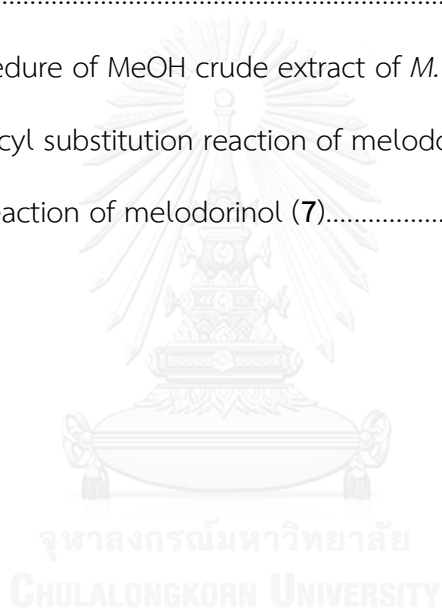 edure of MeOH crude extract of M.
cyl substitution reaction of melodo
eaction of melodorinol (7)....................
จุฬาลงกรณ์มหาวิทยาลัย
CHULALONGKORN UNIVERSITY